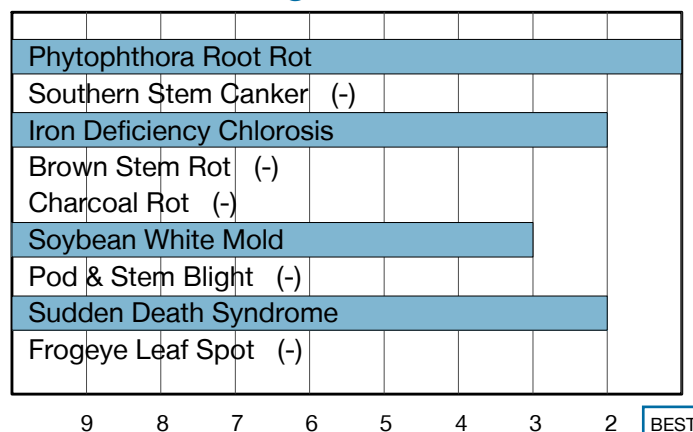 Phytophthora Root Rot
Southern Stem Canker (-)
Iron Deficiency Chlorosis
Brown Stem Rot (-)
Charcoal Rot (-)
Soybean White Mold
Pod & Stem Blight (-)
Sudden Death Syndrome
Frogeye Leaf Spot (-)
9 8 7 6 5 4 3 2 BEST